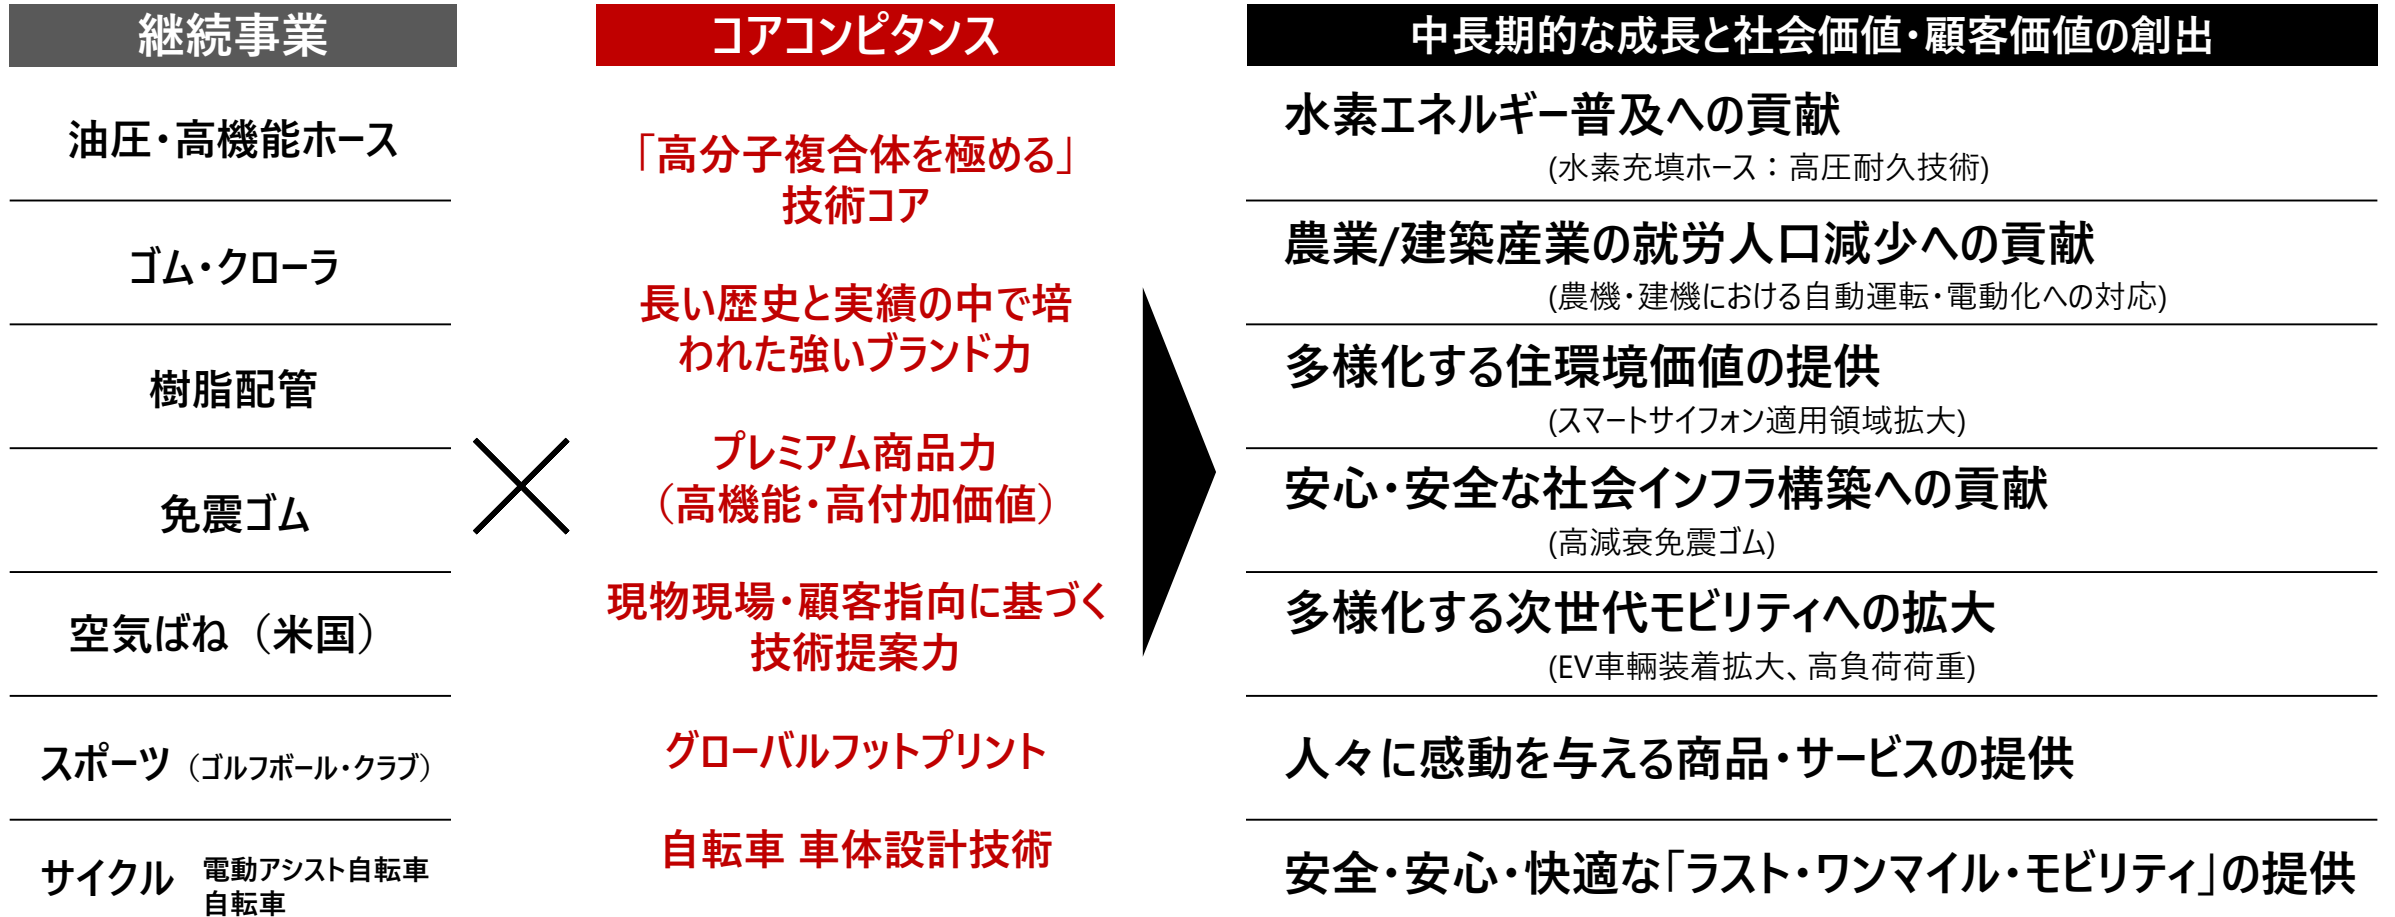 継続事業
油圧・高機能ホース
ゴム・クローラ
樹脂配管
免震ゴム
空気ばね（米国）
スポーツ（ゴルフボール・クラブ）
サイクル 電動アシスト自転車
自転車
コアコンピタンス
「高分子複合体を極める」
技術コア
長い歴史と実績の中で培
われた強いブランド力
プレミアム商品力
（高機能・高付加価値）
現物現場・顧客指向に基づく
技術提案力
グローバルフットプリント
自転車 車体設計技術
中長期的な成長と社会価値・顧客価値の創出
水素エネルギー普及への貢献
(水素充填ホース：高圧耐久技術)
農業/建築産業の就労人口減少への貢献
(農機・建機における自動運転・電動化への対応)
多様化する住環境価値の提供
(スマートサイフォン適用領域拡大)
安心・安全な社会インフラ構築への貢献
(高減衰免震ゴム)
多様化する次世代モビリティへの拡大
(EV車輛装着拡大、高負荷荷重)
人々に感動を与える商品・サービスの提供
安全・安心・快適な「ラスト・ワンマイル・モビリティ」の提供